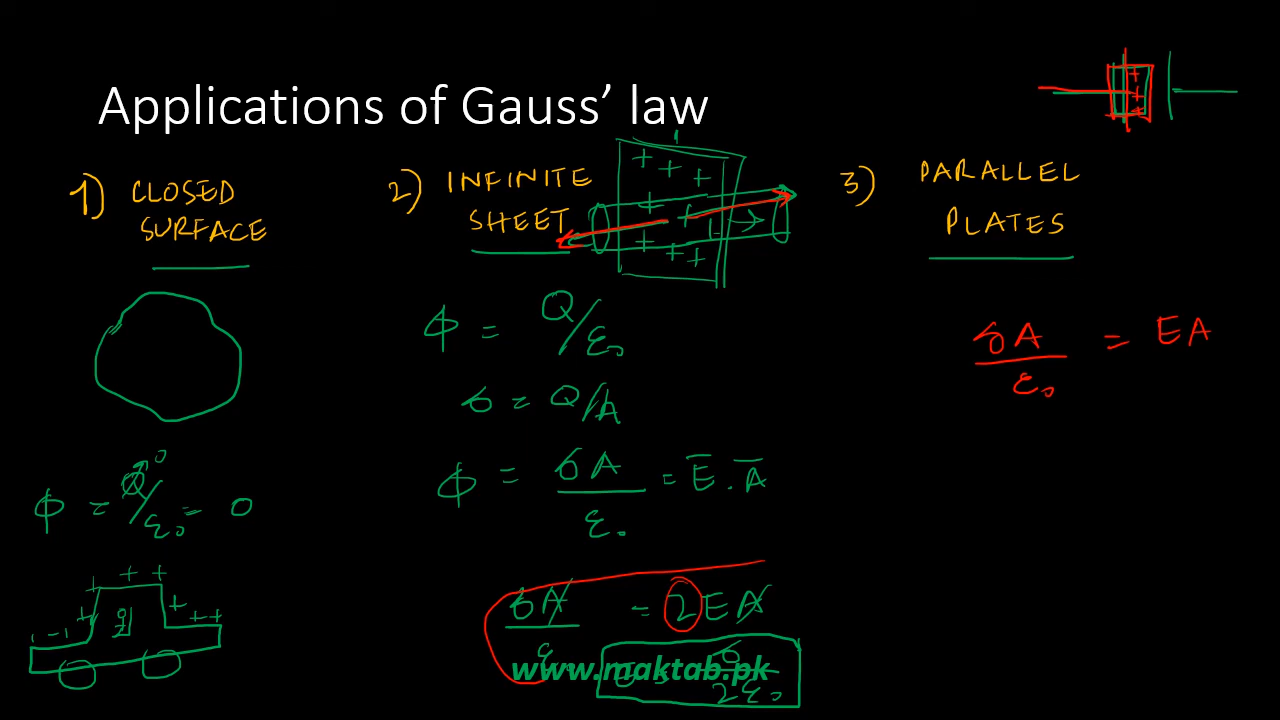 Applications of Gauss’ law
1) CLOSED
SURFACE
φ = Q/ε₀ = 0
2) INFINITE
SHEET
φ = Q/ε₀
σ = Q/A
φ = σA/ε₀ = E . A
σA/ε₀ = 2EA
σ/2ε₀
3) PARALLEL
PLATES
σA/ε₀ = EA
www.maktab.pk